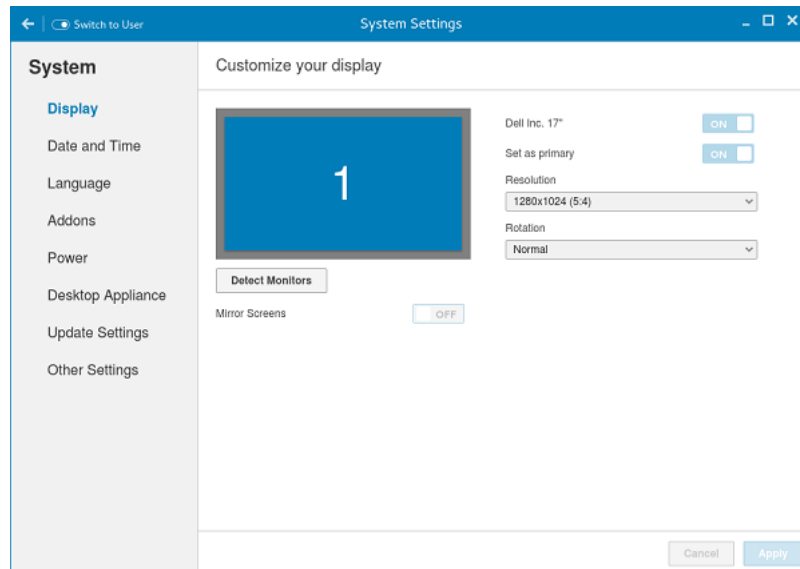 Switch to User
System Settings
System
Display
Date and Time
Language
Addons
Power
Desktop Appliance
Update Settings
Other Settings
Customize your display
1
Detect Monitors
Mirror Screens OFF
Dell Inc. 17"  ON
Set as primary ON
Resolution
1280x1024 (5:4)
Rotation
Normal
Cancel Apply